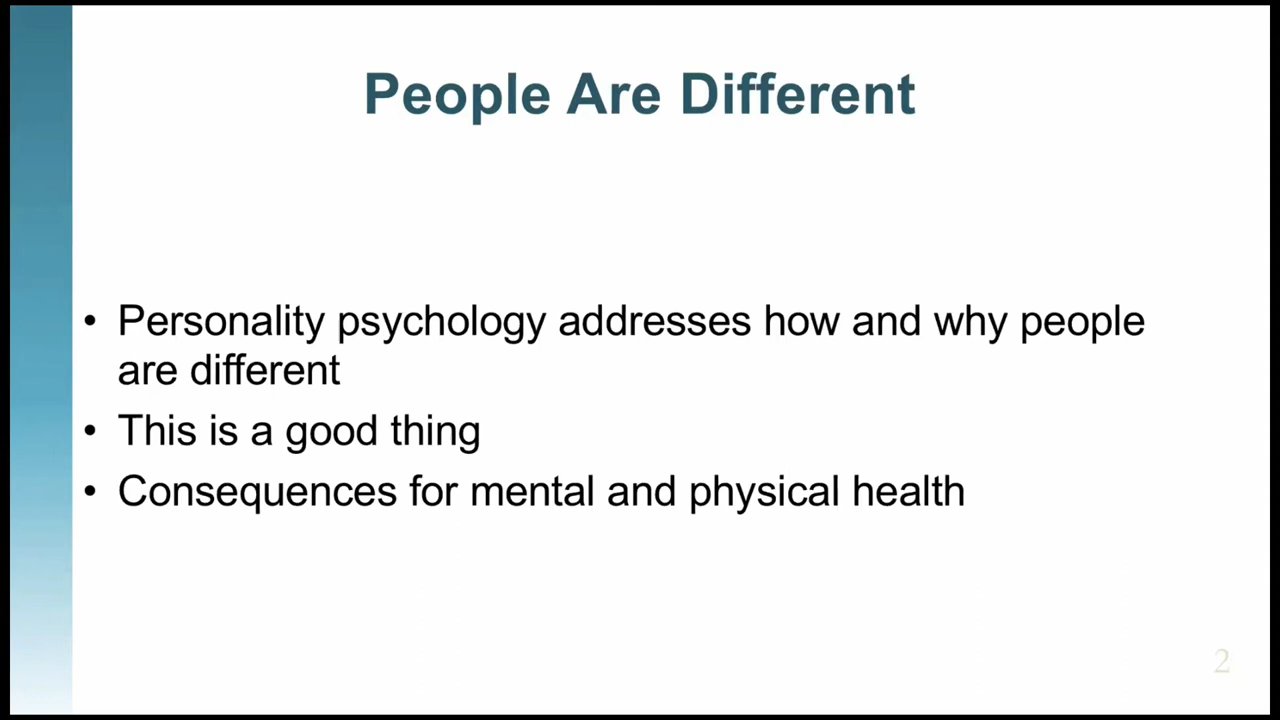 People Are Different
• Personality psychology addresses how and why people
are different
• This is a good thing
• Consequences for mental and physical health
2